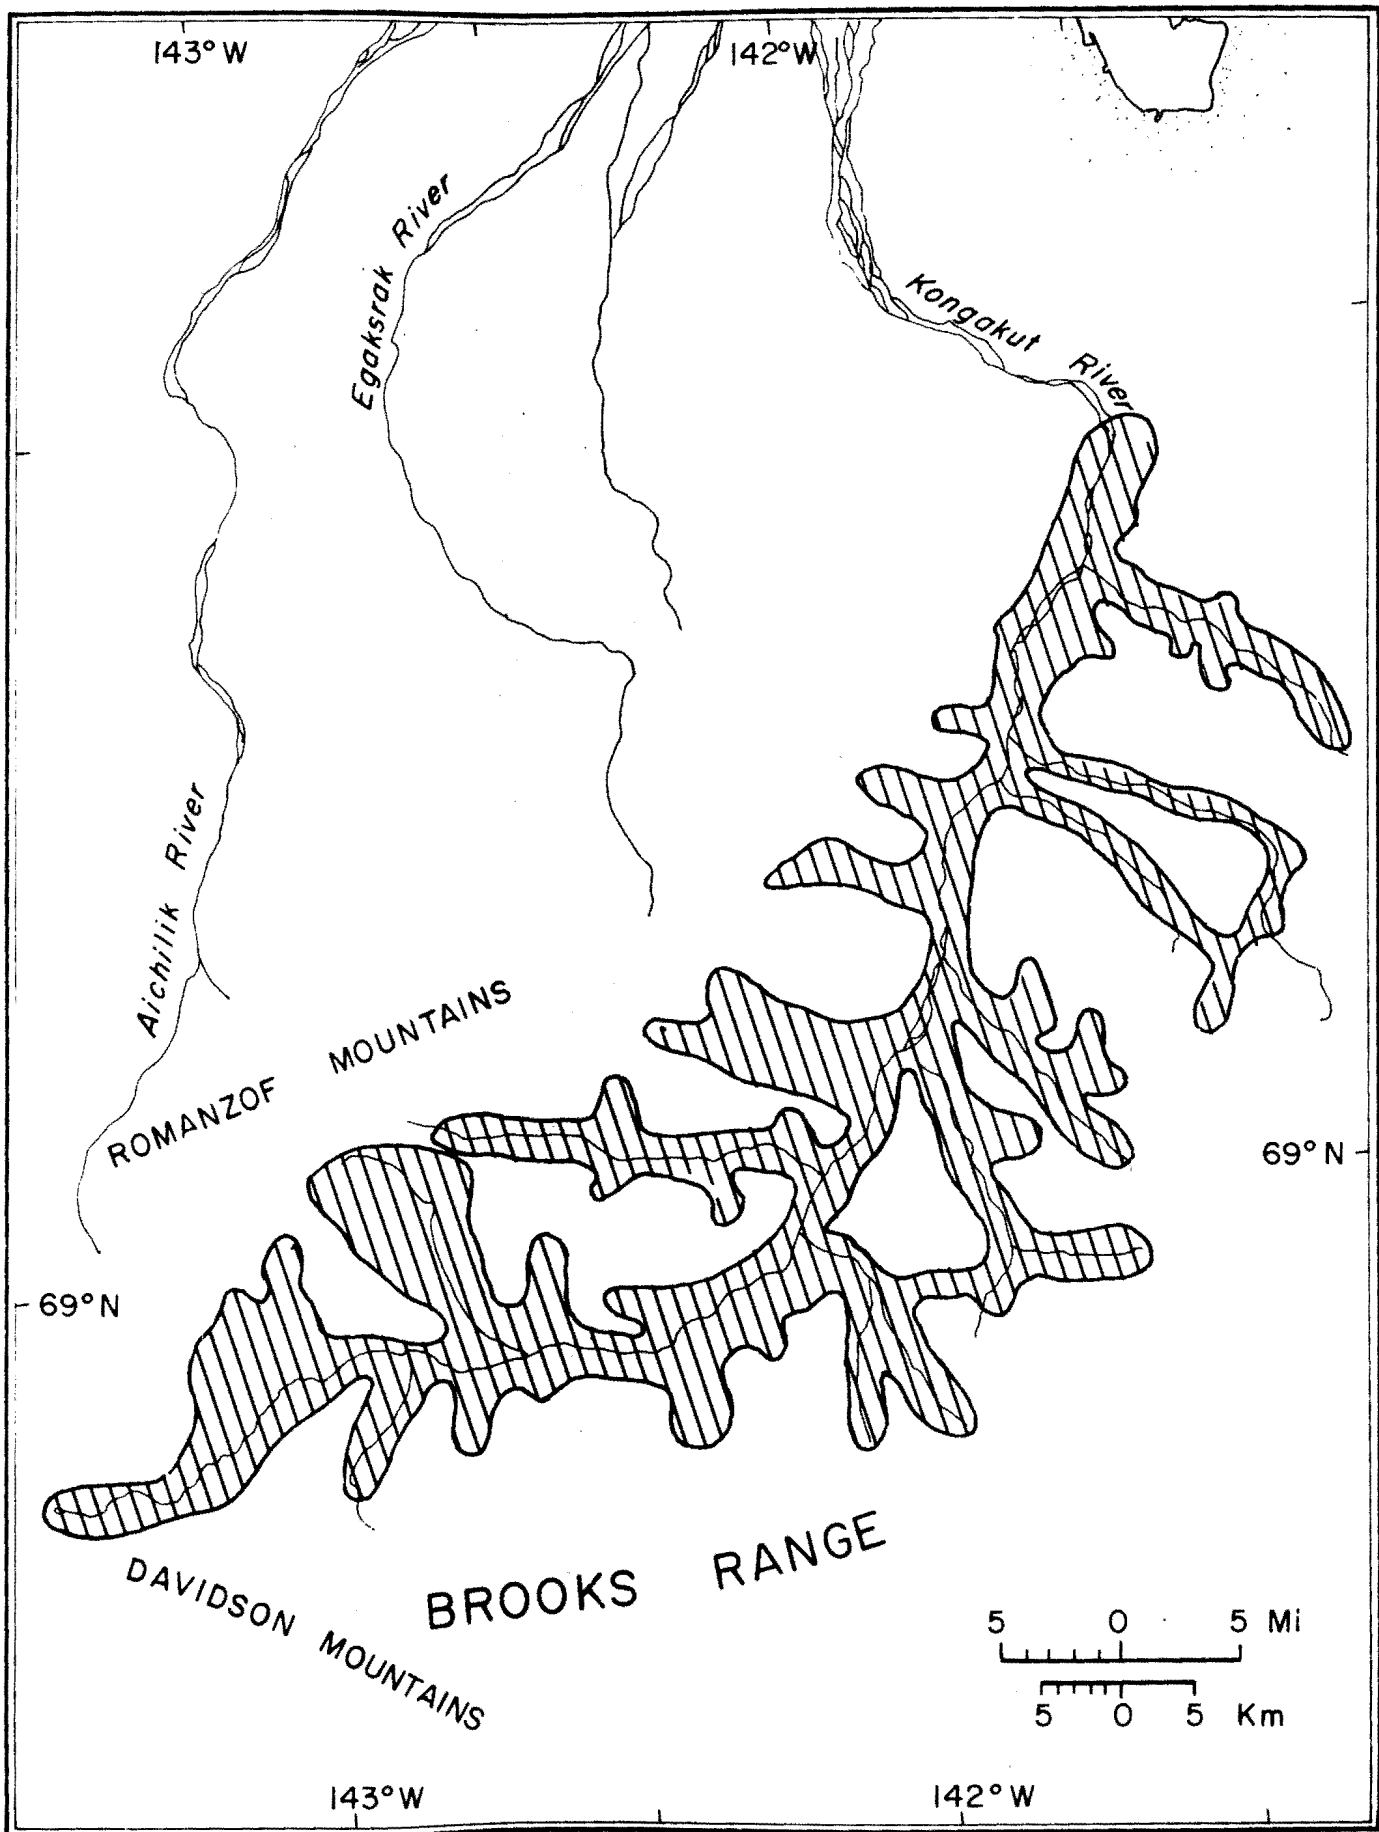 143°W
142°W
Egaksrak River
Kongakut River
Aichilik River
ROMANZOF MOUNTAINS
69°N
69°N
DAVIDSON MOUNTAINS
BROOKS RANGE
5 0 5 Mi
5 0 5 Km
143°W
142°W